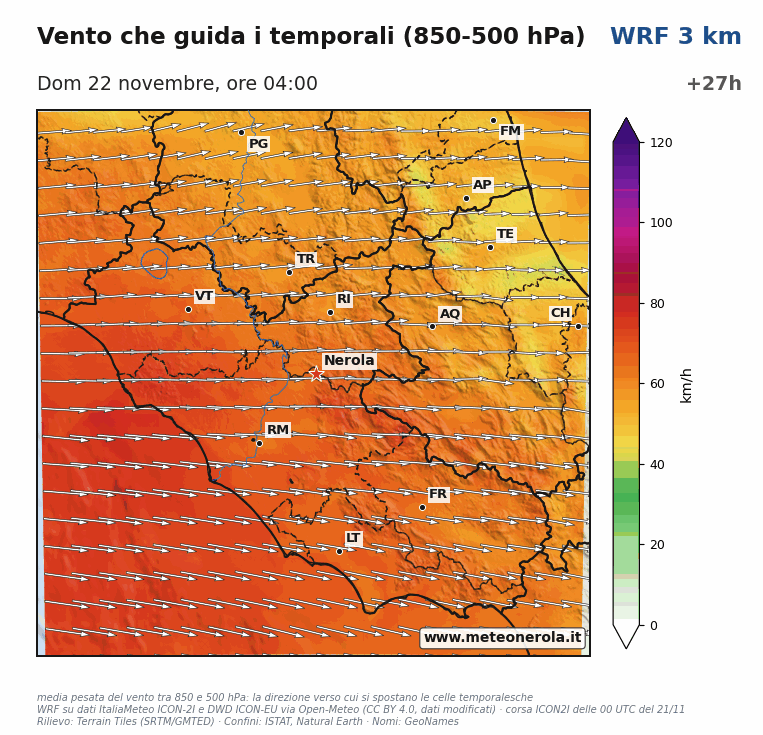 Vento che guida i temporali (850-500 hPa) WRF 3 km
Dom 22 novembre, ore 04:00 +27h
PG
FM
AP
TE
TR
VT
RI
AQ
CH
Nerola
RM
FR
LT
www.meteonerola.it
120
100
80
60
40
20
0
km/h
media pesata del vento tra 850 e 500 hPa: la direzione verso cui si spostano le celle temporalesche
WRF su dati ItaliaMeteo ICON-2I e DWD ICON-EU via Open-Meteo (CC BY 4.0, dati modificati) · corsa ICON2I delle 00 UTC del 21/11
Rilievo: Terrain Tiles (SRTM/GMTED) · Confini: ISTAT, Natural Earth · Nomi: GeoNames